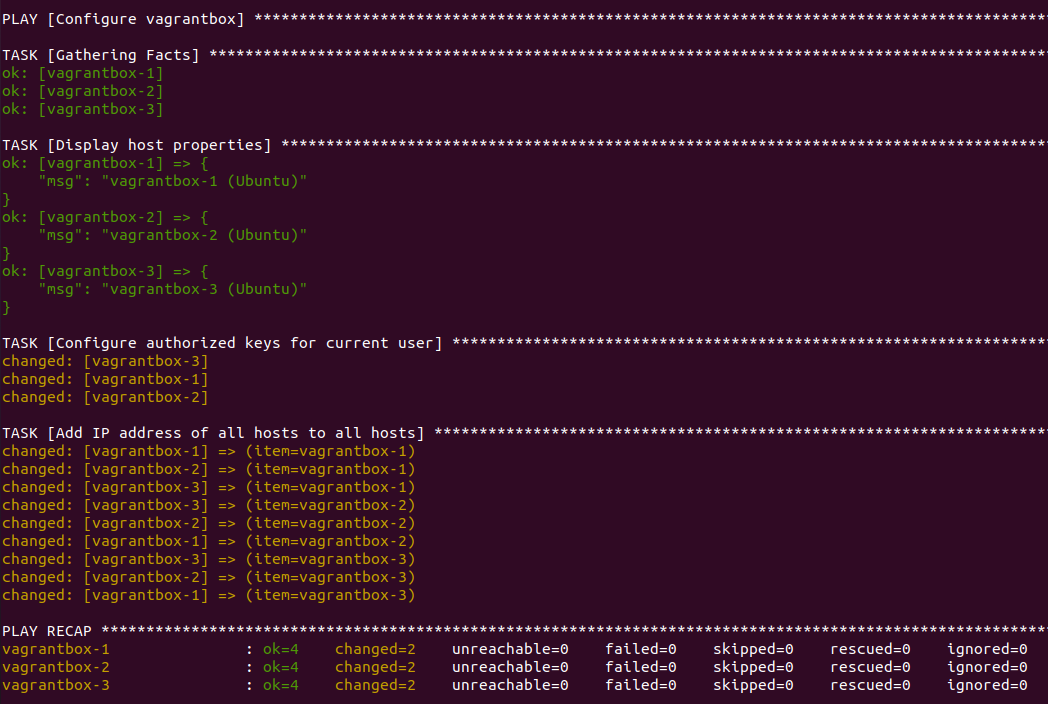 PLAY [Configure vagrantbox] ****************************************************************************************
TASK [Gathering Facts] *********************************************************************************************
ok: [vagrantbox-1]
ok: [vagrantbox-2]
ok: [vagrantbox-3]
TASK [Display host properties] *************************************************************************************
ok: [vagrantbox-1] => {
    "msg": "vagrantbox-1 (Ubuntu)"
}
ok: [vagrantbox-2] => {
    "msg": "vagrantbox-2 (Ubuntu)"
}
ok: [vagrantbox-3] => {
    "msg": "vagrantbox-3 (Ubuntu)"
}
TASK [Configure authorized keys for current user] ******************************************************************
changed: [vagrantbox-3]
changed: [vagrantbox-1]
changed: [vagrantbox-2]
TASK [Add IP address of all hosts to all hosts] ********************************************************************
changed: [vagrantbox-1] => (item=vagrantbox-1)
changed: [vagrantbox-2] => (item=vagrantbox-1)
changed: [vagrantbox-3] => (item=vagrantbox-1)
changed: [vagrantbox-3] => (item=vagrantbox-2)
changed: [vagrantbox-2] => (item=vagrantbox-2)
changed: [vagrantbox-1] => (item=vagrantbox-2)
changed: [vagrantbox-3] => (item=vagrantbox-3)
changed: [vagrantbox-2] => (item=vagrantbox-3)
changed: [vagrantbox-1] => (item=vagrantbox-3)
PLAY RECAP *********************************************************************************************************
vagrantbox-1               : ok=4    changed=2    unreachable=0    failed=0    skipped=0    rescued=0    ignored=0
vagrantbox-2               : ok=4    changed=2    unreachable=0    failed=0    skipped=0    rescued=0    ignored=0
vagrantbox-3               : ok=4    changed=2    unreachable=0    failed=0    skipped=0    rescued=0    ignored=0